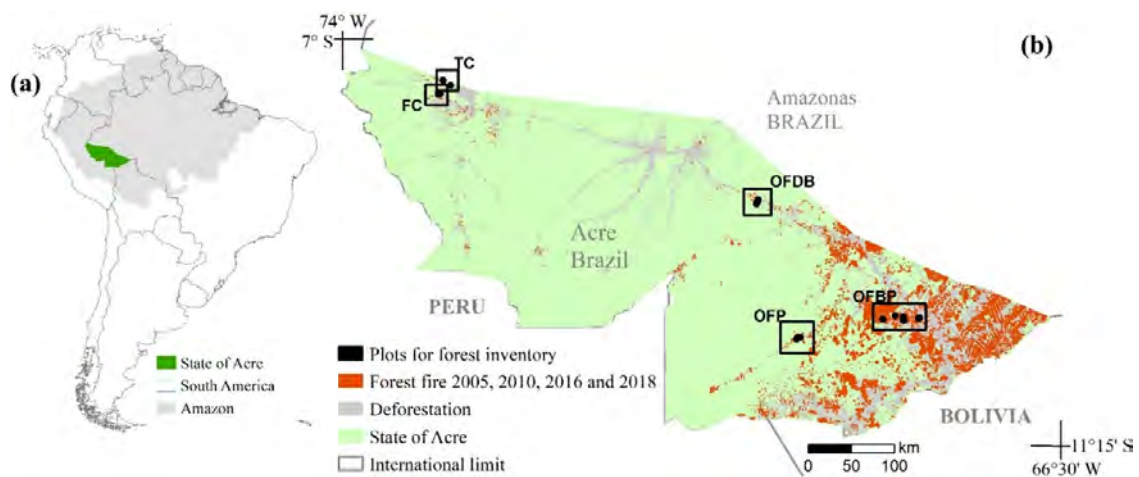 (a)
State of Acre
South America
Amazon
74° W
7° S
(b)
TC
FC
Amazonas
BRAZIL
OFDB
Acre
Brazil
PERU
OFBP
OFP
BOLIVIA
Plots for forest inventory
Forest fire 2005, 2010, 2016 and 2018
Deforestation
State of Acre
International limit
km
0 50 100
11°15' S
66°30' W